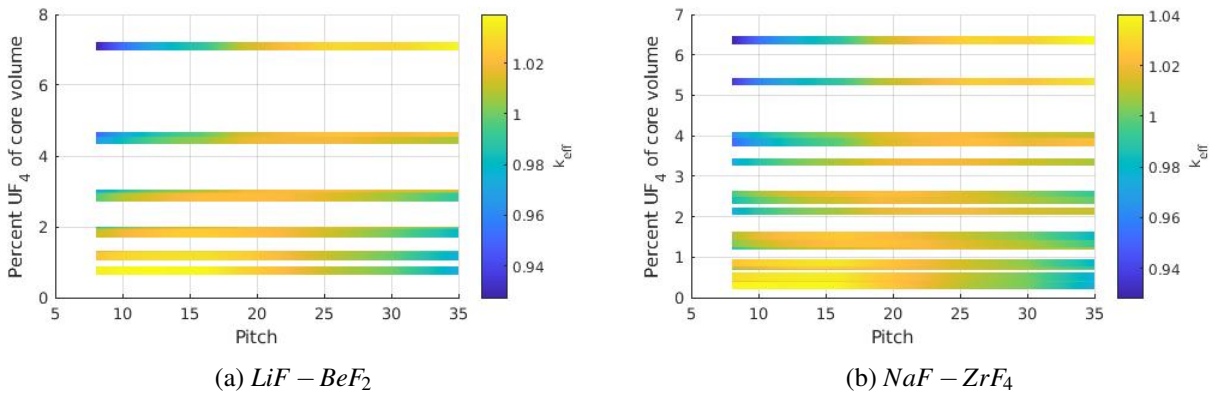 8
6
4
2
0
5 10 15 20 25 30 35
Percent UF4 of core volume
Pitch
1.02
1
0.98
0.96
0.94
keff
(a) LiF − BeF2
7
6
5
4
3
2
1
0
5 10 15 20 25 30 35
Percent UF4 of core volume
Pitch
1.04
1.02
1
0.98
0.96
0.94
keff
(b) NaF − ZrF4